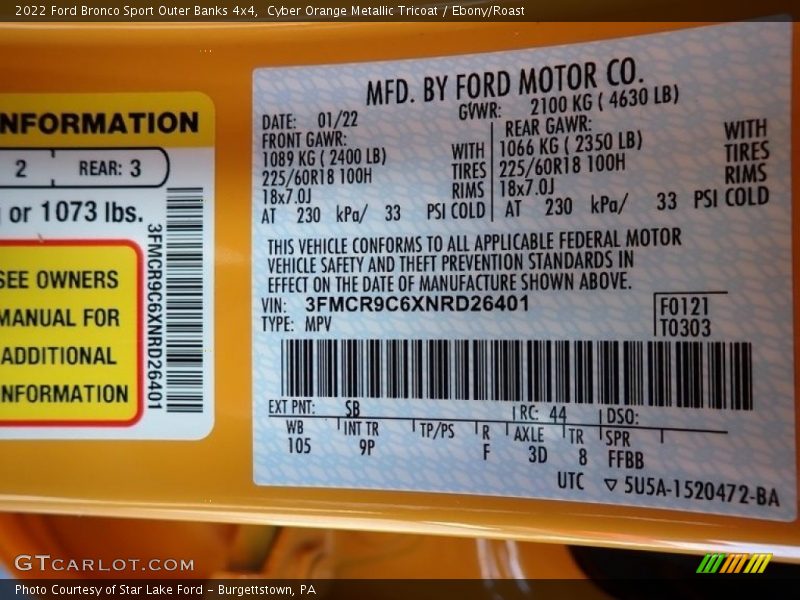 2022 Ford Bronco Sport Outer Banks 4x4, Cyber Orange Metallic Tricoat / Ebony/Roast
NFORMATION
2 REAR: 3
or 1073 lbs.
SEE OWNERS
MANUAL FOR
ADDITIONAL
NFORMATION
3FMCR9C6XNRD26401
MFD. BY FORD MOTOR CO.
DATE: 01/22 GVWR: 2100 KG ( 4630 LB)
FRONT GAWR: REAR GAWR:
1089 KG ( 2400 LB) WITH 1066 KG ( 2350 LB) WITH
225/60R18 100H TIRES 225/60R18 100H TIRES
18x7.0J RIMS 18x7.0J RIMS
AT 230 kPa/ 33 PSI COLD AT 230 kPa/ 33 PSI COLD
THIS VEHICLE CONFORMS TO ALL APPLICABLE FEDERAL MOTOR
VEHICLE SAFETY AND THEFT PREVENTION STANDARDS IN
EFFECT ON THE DATE OF MANUFACTURE SHOWN ABOVE.
VIN: 3FMCR9C6XNRD26401 F0121
TYPE: MPV T0303
EXT PNT: SB RC: 44 DSO:
WB INT TR TP/PS R AXLE TR SPR
105 9P F 3D 8 FFBB
UTC ▽ 5U5A-1520472-BA
GTCARLOT.COM
Photo Courtesy of Star Lake Ford - Burgettstown, PA